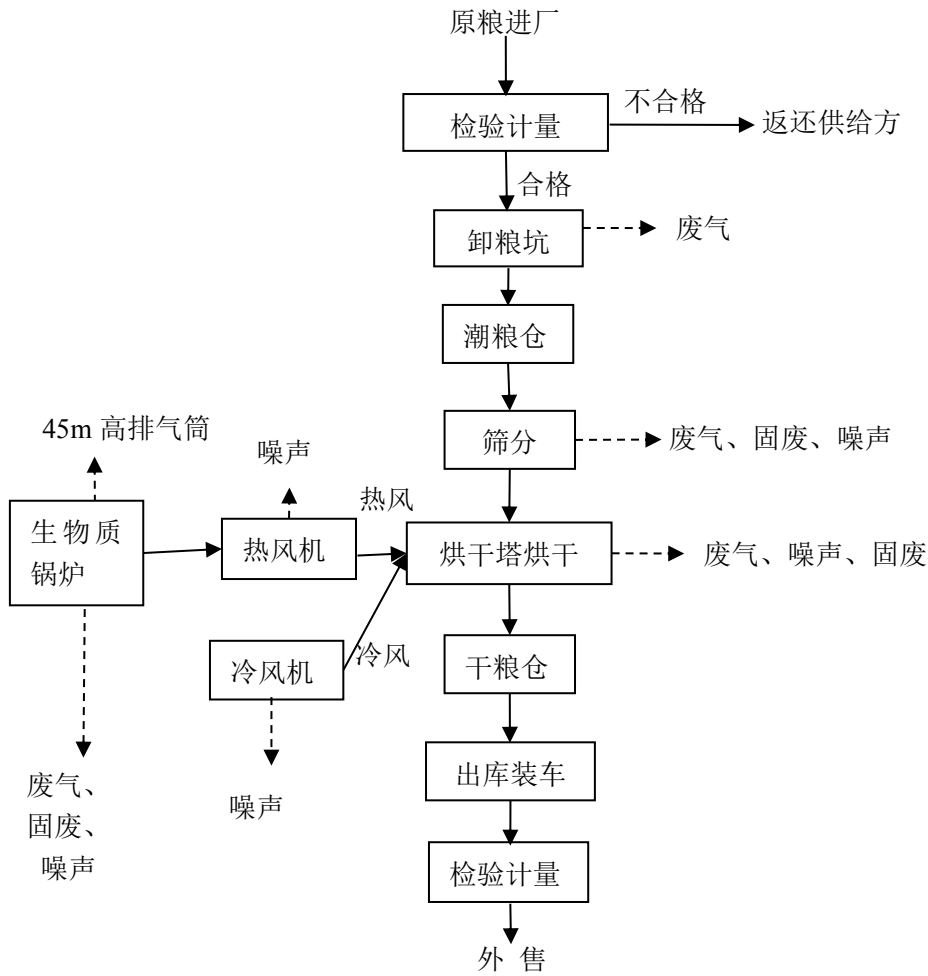 原粮进厂
检验计量
不合格
返还供给方
合格
卸粮坑
废气
潮粮仓
筛分
废气、固废、噪声
45m 高排气筒
噪声
热风
生物质
锅炉
热风机
烘干塔烘干
废气、噪声、固废
冷风机
冷风
干粮仓
出库装车
废气、
固废、
噪声
噪声
检验计量
外 售